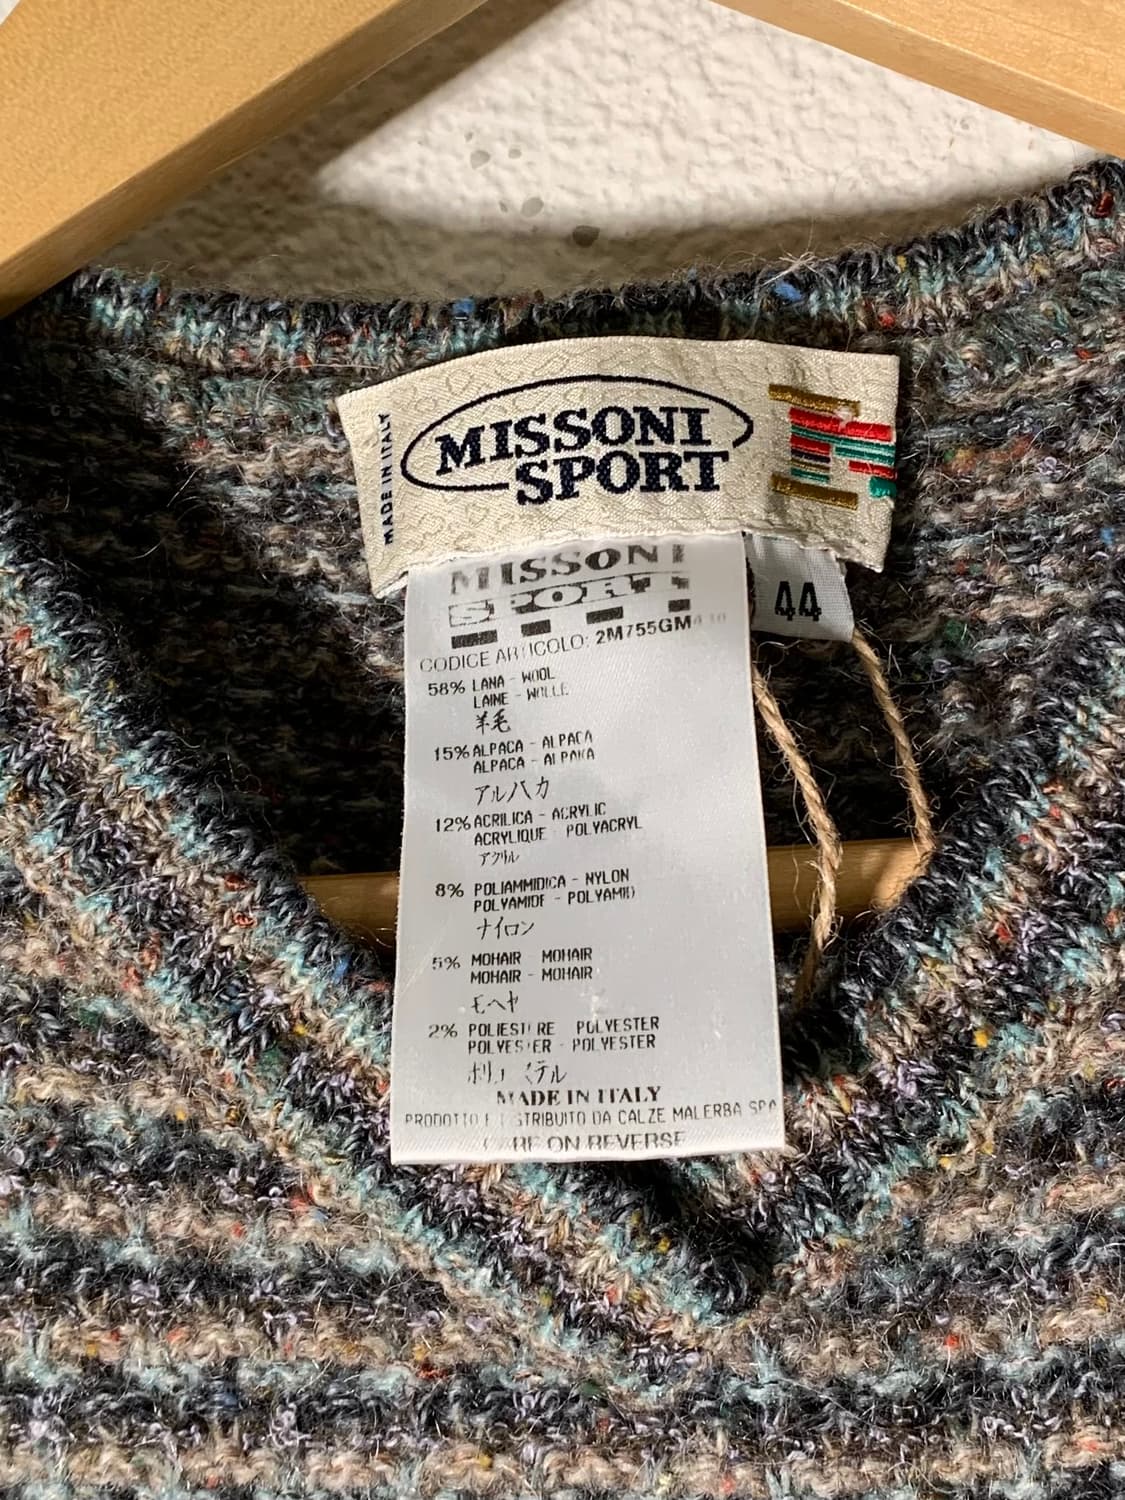 MADE IN ITALY
MISSONI
SPORT
44
MISSONI
SPORT
CODICE ARTICOLO: 2M755GM
58% LANA - WOOL
LAINE - WOLLE
羊毛
15% ALPACA - ALPACA
ALPACA - ALPAKA
アルパカ
12% ACRILICA - ACRYLIC
ACRYLIQUE POLYACRYL
アクリル
8% POLIAMMIDICA - NYLON
POLYAMIDE - POLYAMID
ナイロン
5% MOHAIR MOHAIR
MOHAIR - MOHAIR
モヘヤ
2% POLIESTERE POLYESTER
POLYESTER - POLYESTER
MADE IN ITALY
PRODOTTO E DISTRIBUITO DA CALZE MALERBA SPA
CARE ON REVERSE